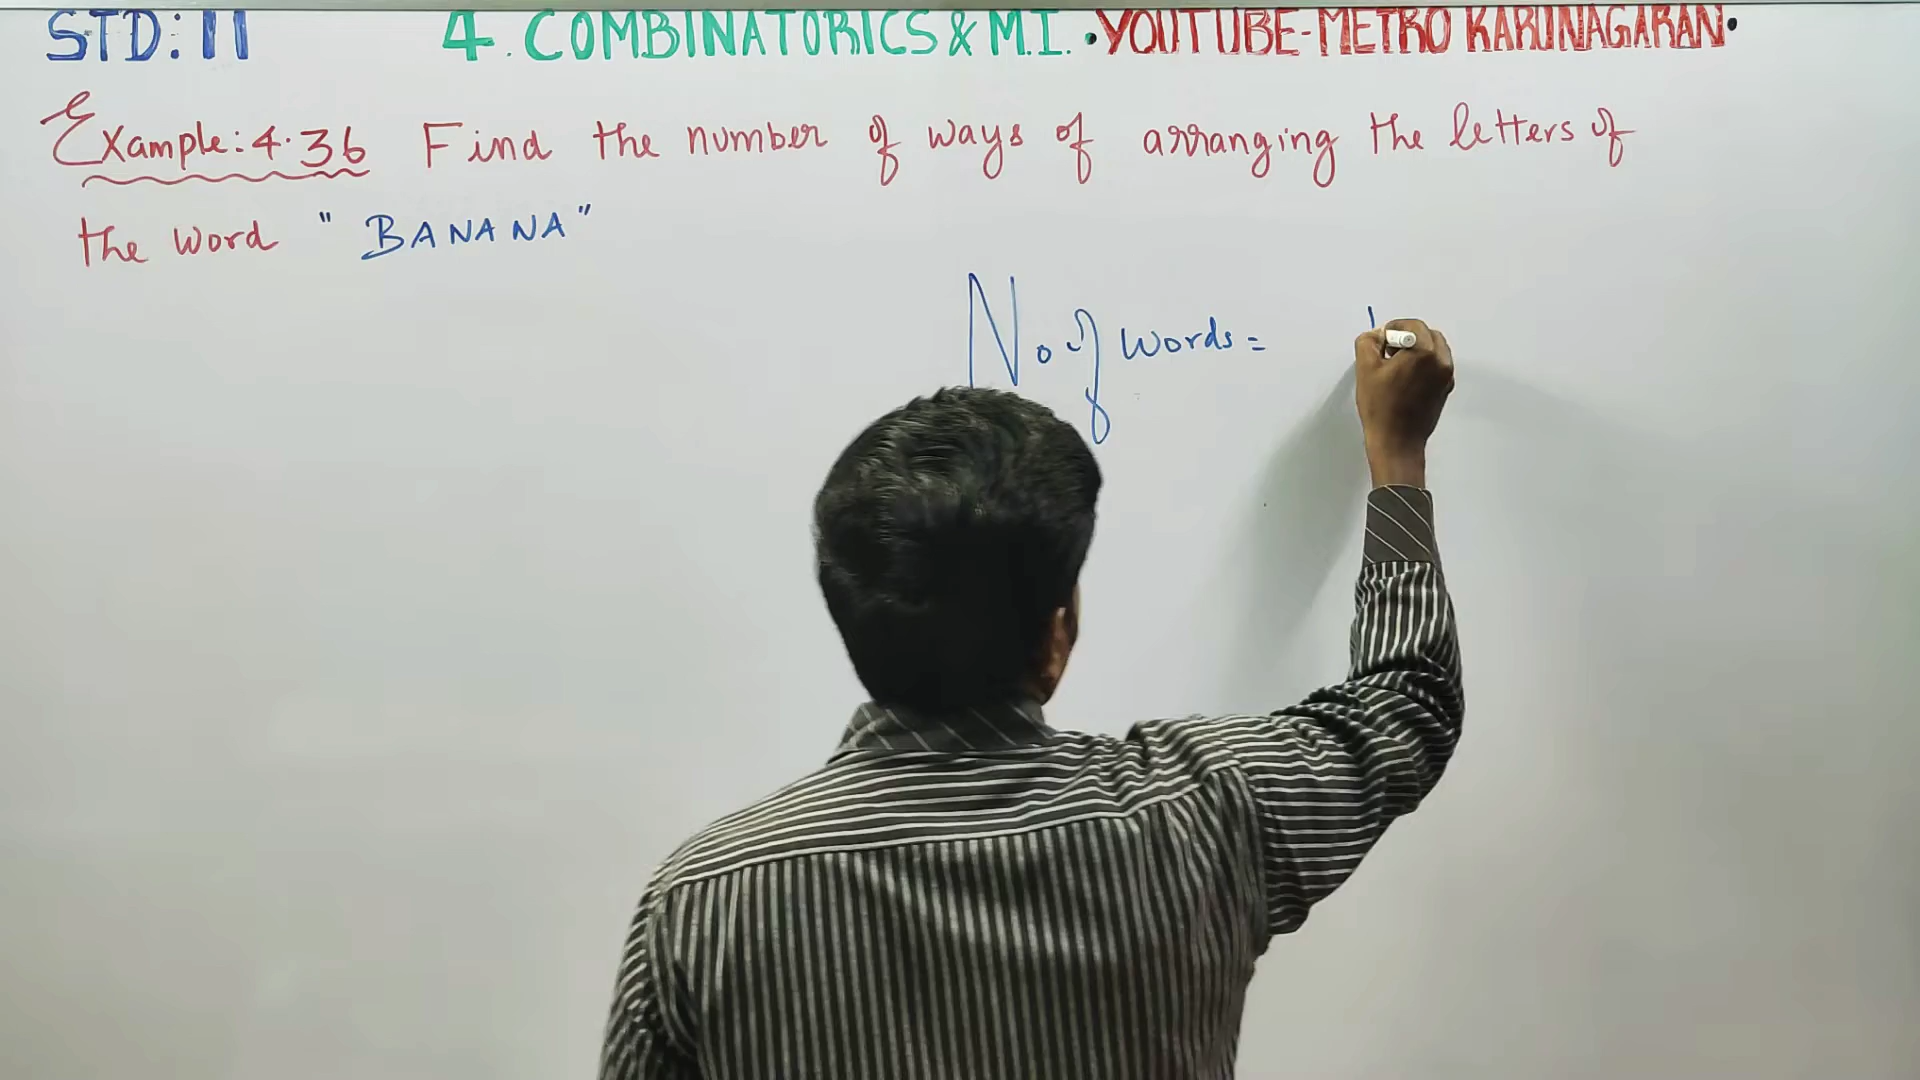 STD: 11 4. COMBINATORICS & M.I. • YOUTUBE-METRO KARUNAGARAN •
Example: 4.36 Find the number of ways of arranging the letters of
the word " BANANA"
No of words =